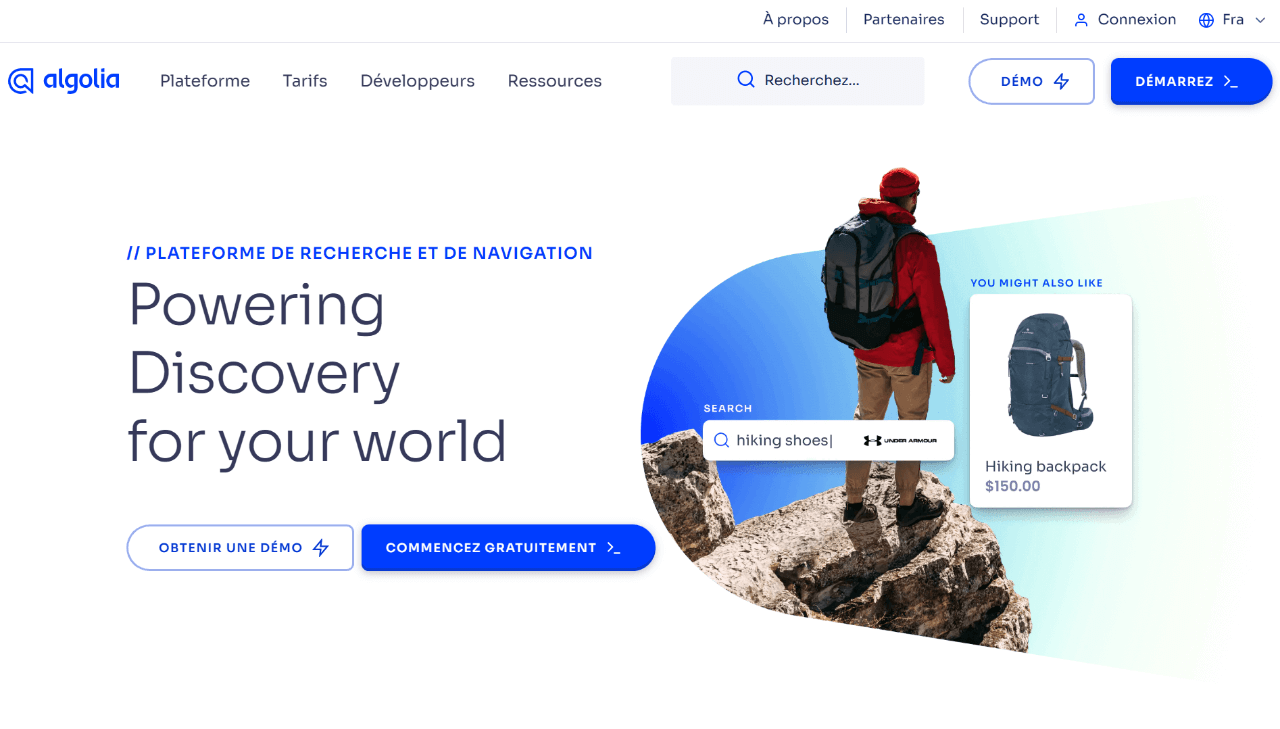 À propos
Partenaires
Support
Connexion
Fra
algolia
Plateforme
Tarifs
Développeurs
Ressources
Recherchez...
DÉMO
DÉMARREZ
// PLATEFORME DE RECHERCHE ET DE NAVIGATION
Powering
Discovery
for your world
OBTENIR UNE DÉMO
COMMENCEZ GRATUITEMENT
SEARCH
hiking shoes|
UNDER ARMOUR
YOU MIGHT ALSO LIKE
Hiking backpack
$150.00